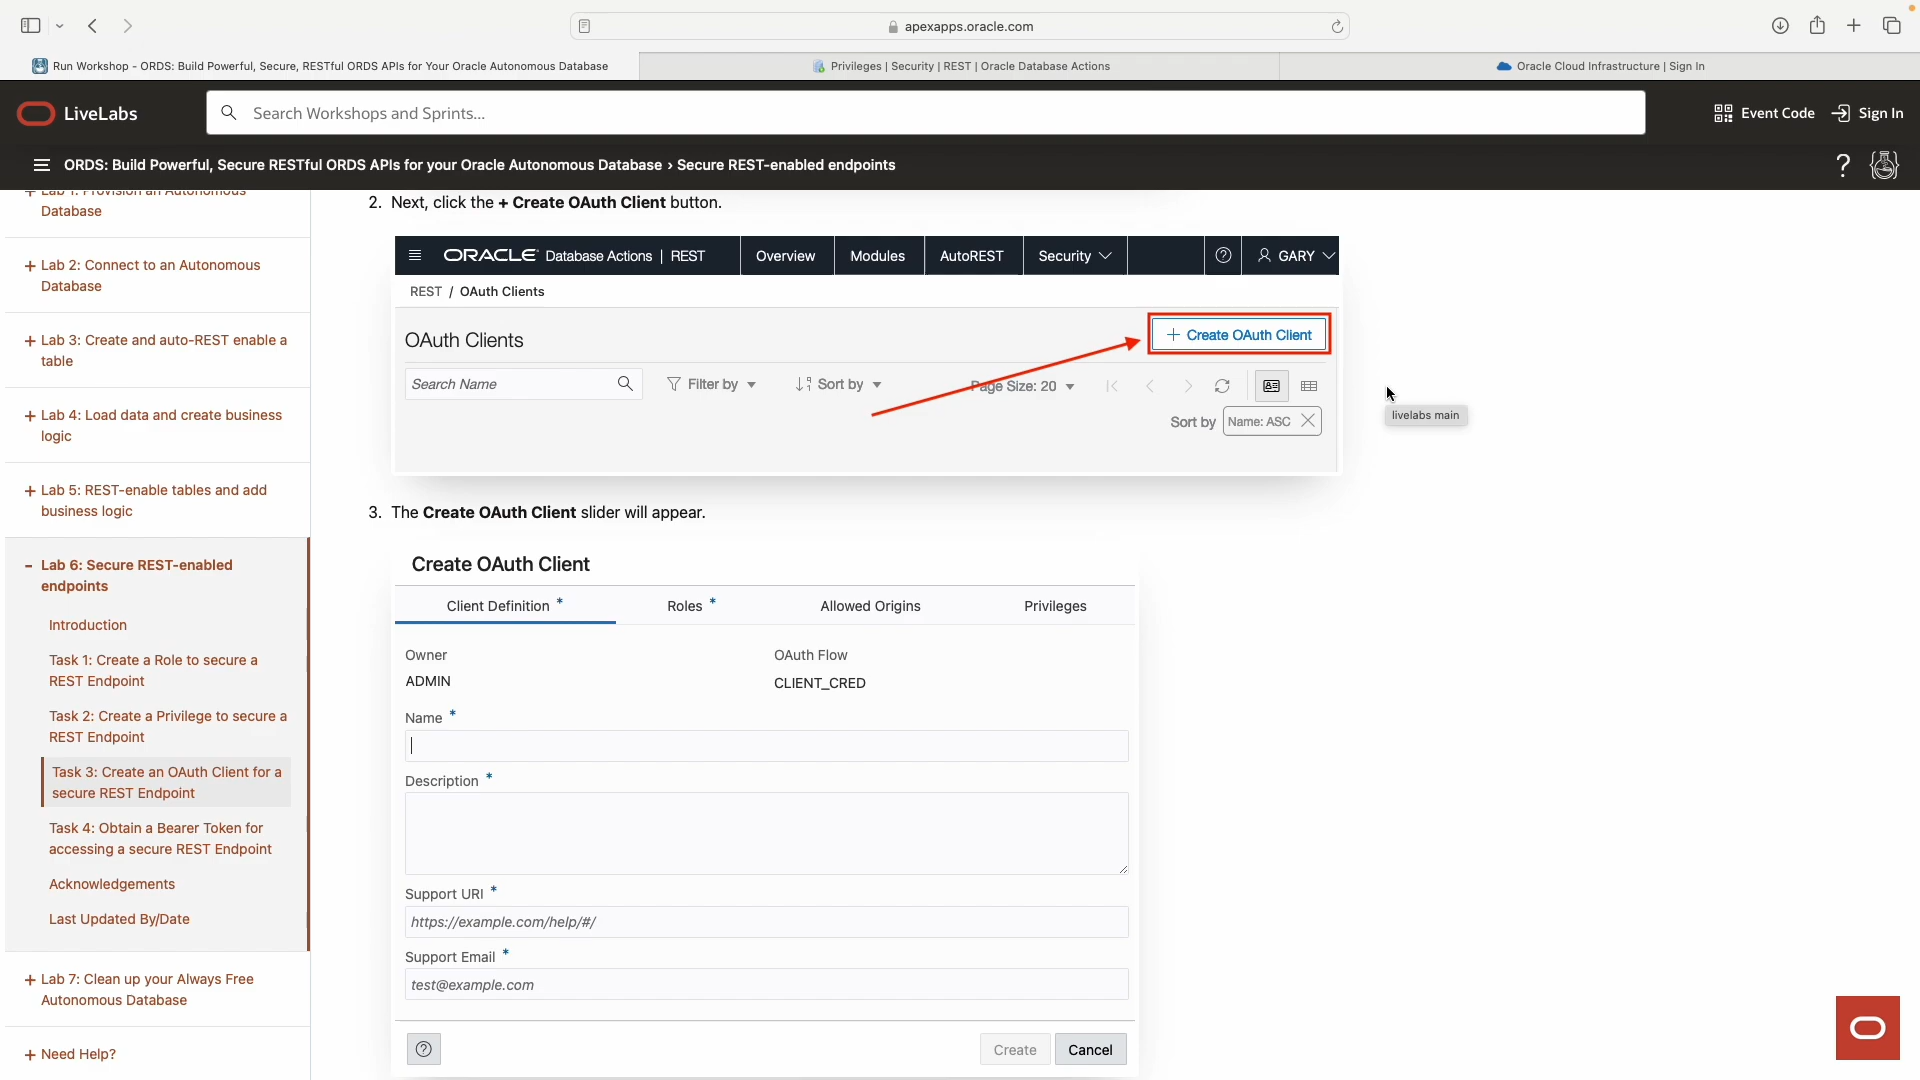 apexapps.oracle.com
Run Workshop - ORDS: Build Powerful, Secure, RESTful ORDS APIs for Your Oracle Autonomous Database
Privileges | Security | REST | Oracle Database Actions
Oracle Cloud Infrastructure | Sign In
LiveLabs
Search Workshops and Sprints...
Event Code
Sign In
ORDS: Build Powerful, Secure RESTful ORDS APIs for your Oracle Autonomous Database › Secure REST-enabled endpoints
?
+ Lab 1: Provision an Autonomous
Database
+ Lab 2: Connect to an Autonomous
Database
+ Lab 3: Create and auto-REST enable a
table
+ Lab 4: Load data and create business
logic
+ Lab 5: REST-enable tables and add
business logic
- Lab 6: Secure REST-enabled
endpoints
Introduction
Task 1: Create a Role to secure a
REST Endpoint
Task 2: Create a Privilege to secure a
REST Endpoint
Task 3: Create an OAuth Client for a
secure REST Endpoint
Task 4: Obtain a Bearer Token for
accessing a secure REST Endpoint
Acknowledgements
Last Updated By/Date
+ Lab 7: Clean up your Always Free
Autonomous Database
+ Need Help?
2. Next, click the + Create OAuth Client button.
ORACLE Database Actions | REST
Overview
Modules
AutoREST
Security
?
GARY
REST / OAuth Clients
OAuth Clients
+ Create OAuth Client
Search Name
Filter by
Sort by
Page Size: 20
Sort by
Name: ASC
livelabs main
3. The Create OAuth Client slider will appear.
Create OAuth Client
Client Definition *
Roles *
Allowed Origins
Privileges
Owner
OAuth Flow
ADMIN
CLIENT_CRED
Name *
Description *
Support URI *
https://example.com/help/#/
Support Email *
test@example.com
?
Create
Cancel